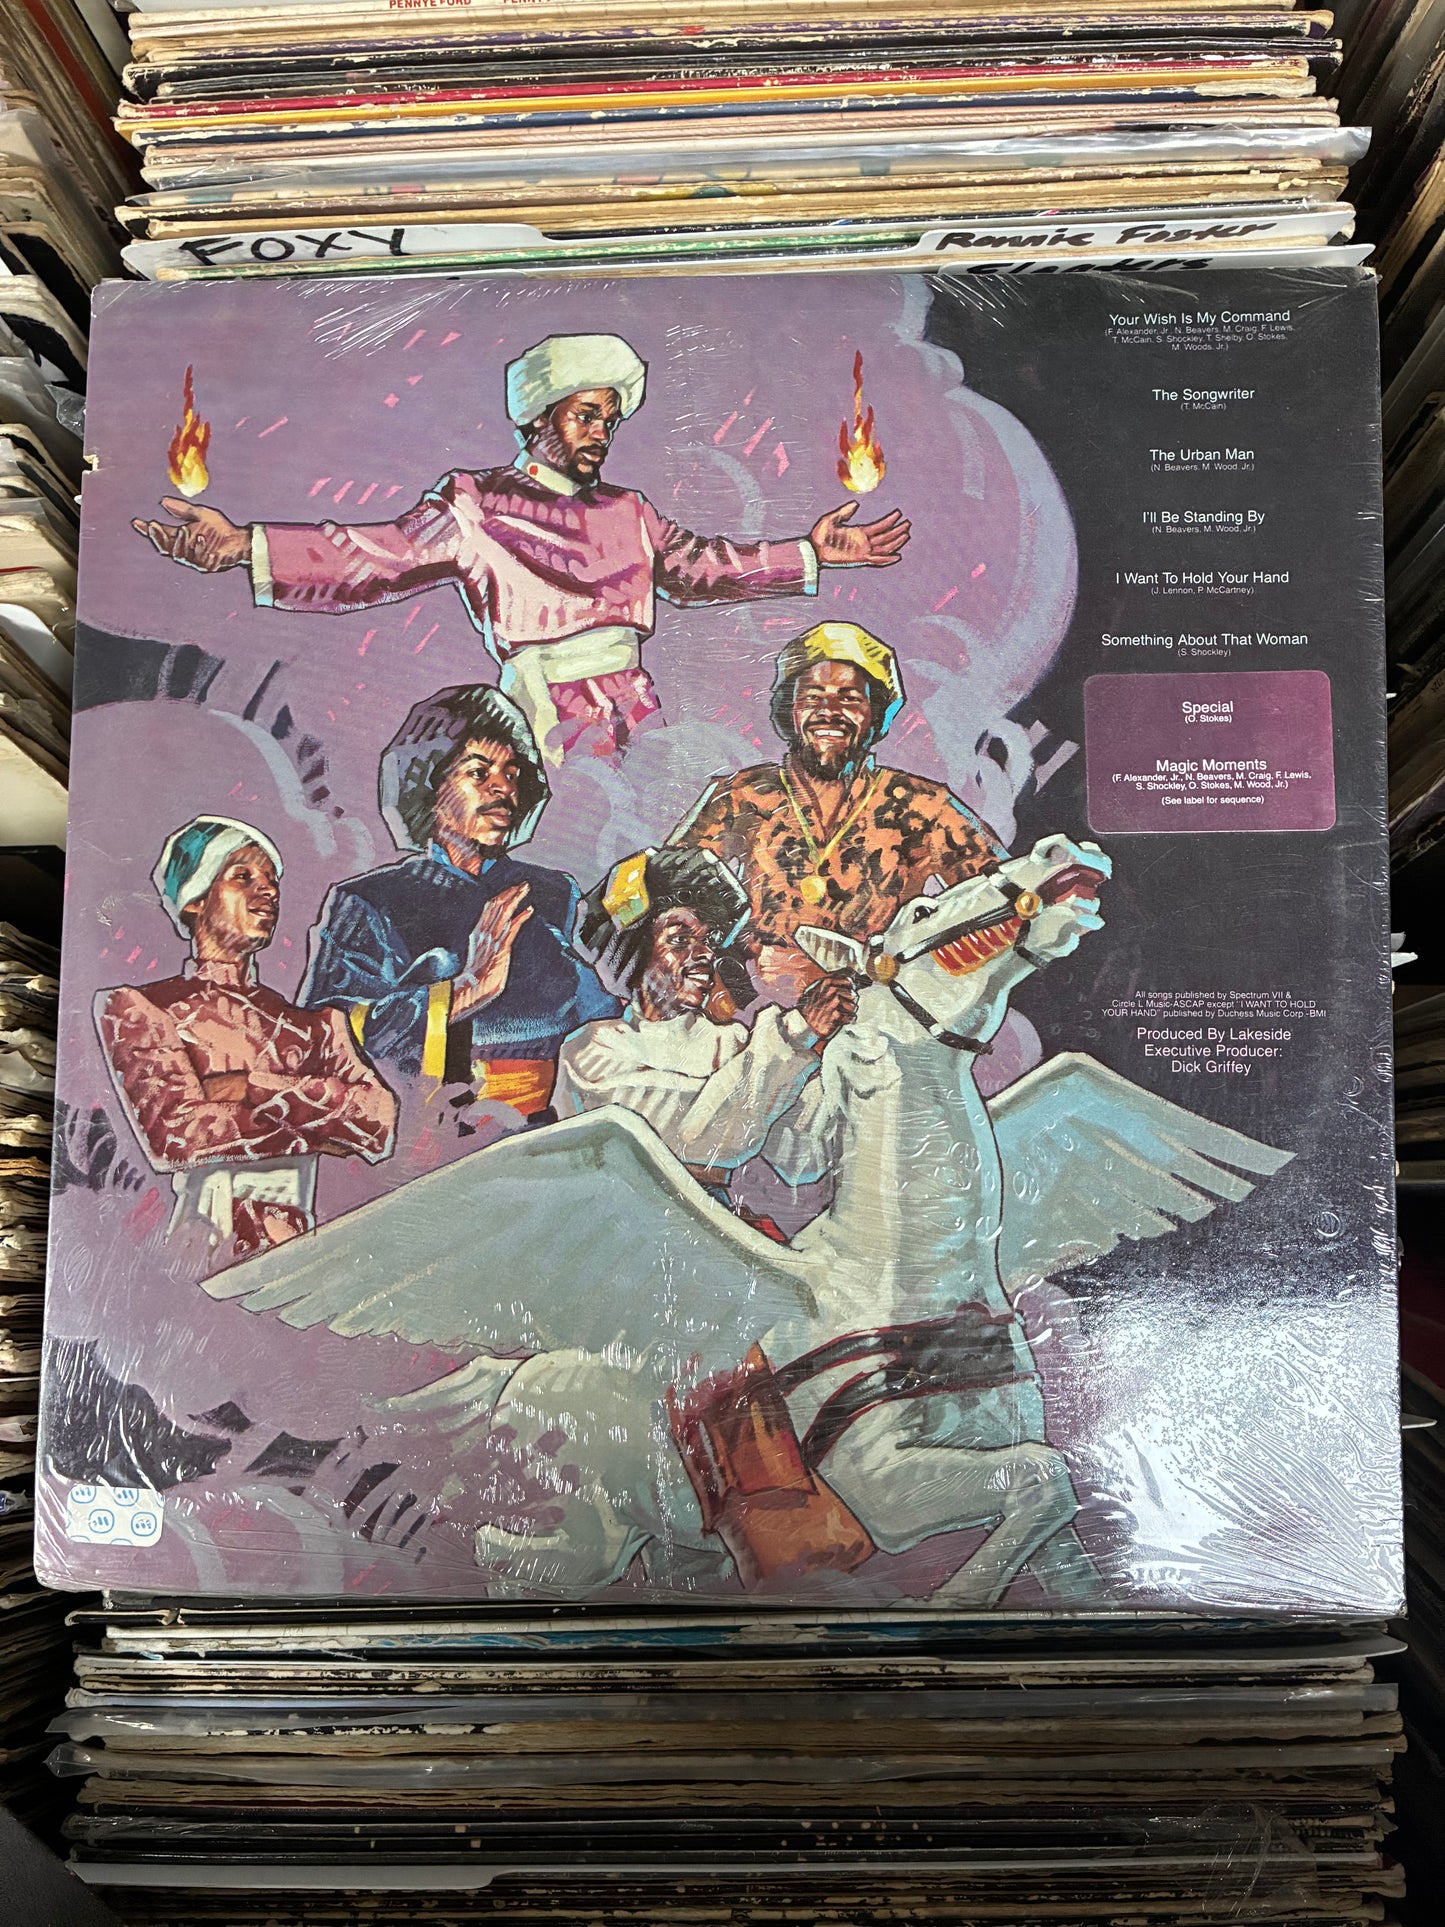 PENNYE FORD
FOXY
Ronnie Foster
Flankers
Your Wish Is My Command
(F. Alexander, Jr., N. Beavers, M. Craig, F. Lewis,
T. McCain, S. Shockley, T. Shelby, O. Stokes,
M. Woods, Jr.)
The Songwriter
(T. McCain)
The Urban Man
(N. Beavers, M. Wood, Jr.)
I'll Be Standing By
(N. Beavers, M. Wood, Jr.)
I Want To Hold Your Hand
(J. Lennon, P. McCartney)
Something About That Woman
(S. Shockley)
Special
(O. Stokes)
Magic Moments
(F. Alexander, Jr., N. Beavers, M. Craig, F. Lewis,
S. Shockley, O. Stokes, M. Wood, Jr.)
(See label for sequence)
All songs published by Spectrum VII &
Circle L Music-ASCAP except "I WANT TO HOLD
YOUR HAND" published by Duchess Music Corp.-BMI
Produced By Lakeside
Executive Producer:
Dick Griffey